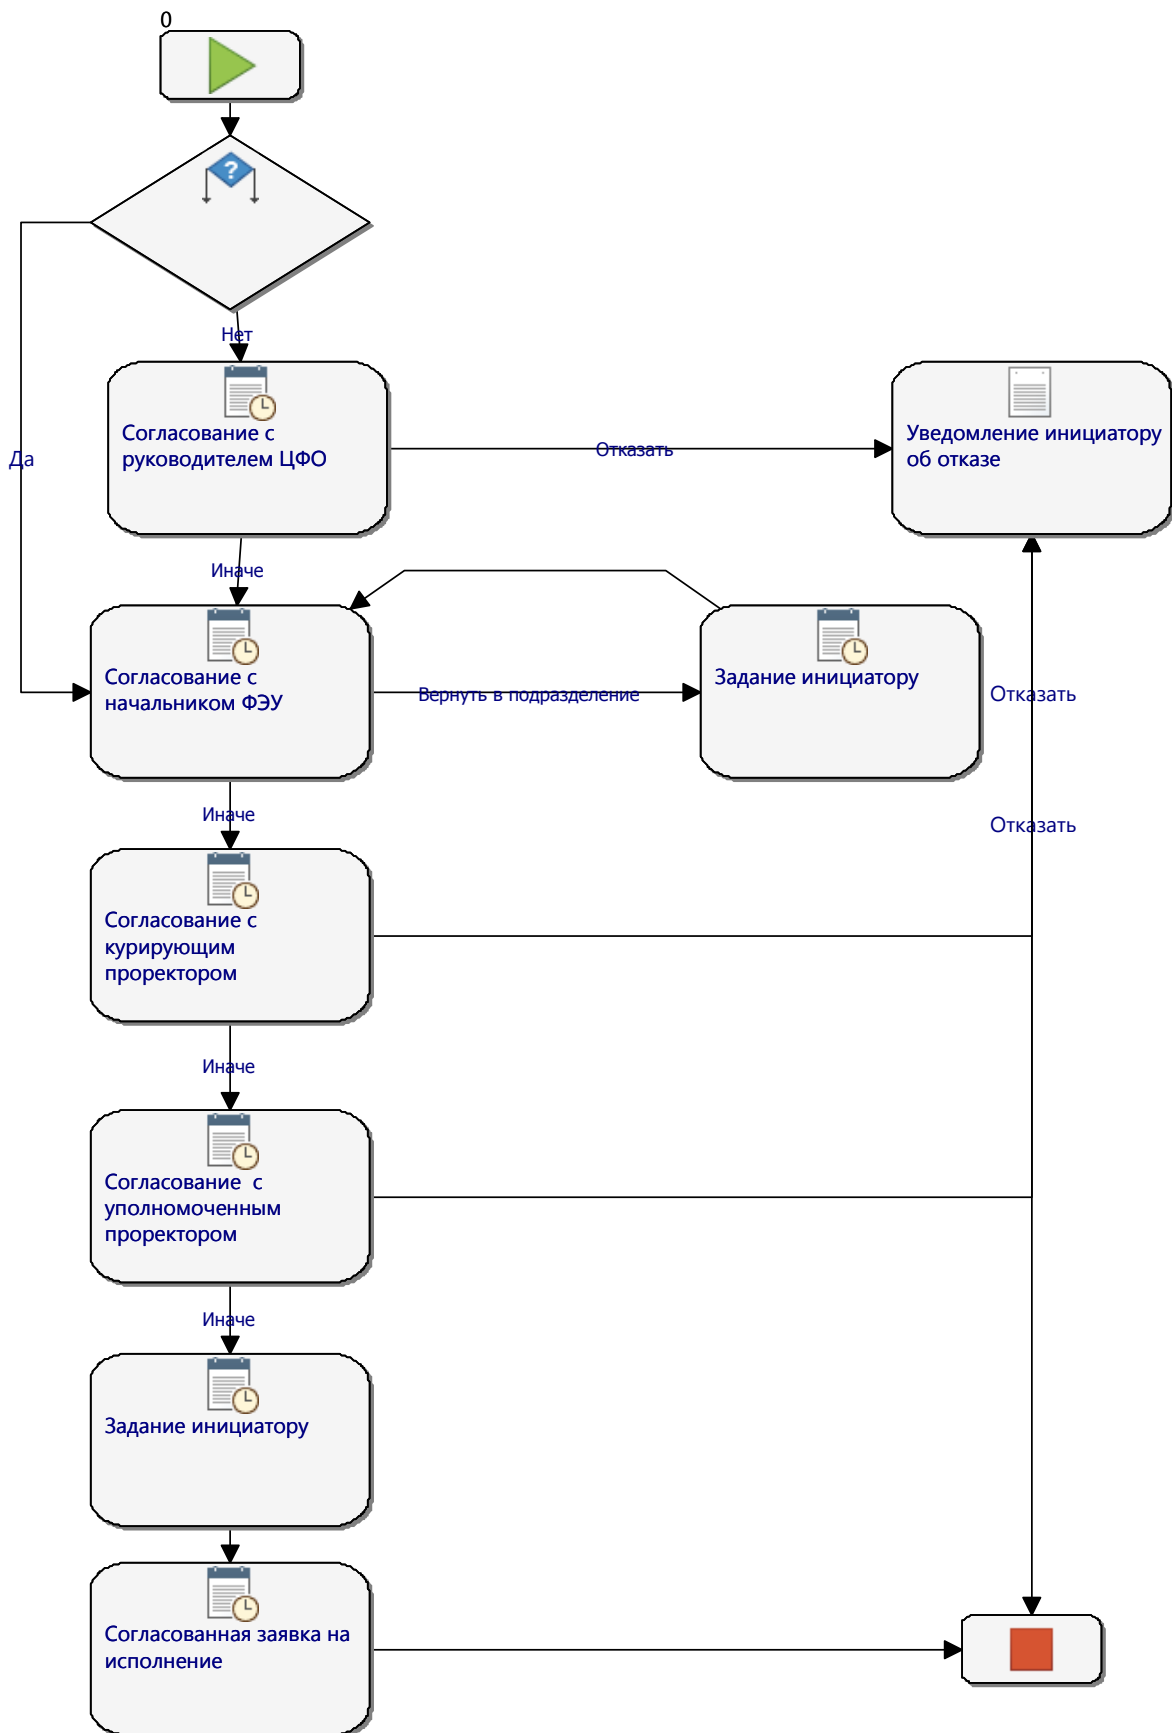 0
Нет
Да
Согласование с
руководителем ЦФО
Отказать
Уведомление инициатору
об отказе
Иначе
Согласование с
начальником ФЭУ
Вернуть в подразделение
Задание инициатору
Отказать
Иначе
Отказать
Согласование с
курирующим
проректором
Иначе
Согласование  с
уполномоченным
проректором
Иначе
Задание инициатору
Согласованная заявка на
исполнение